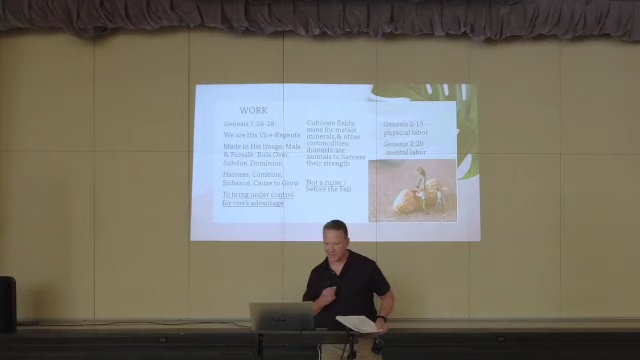 WORK
Genesis 1:26-28:
We are His Vice-Regents
Made in His Image, Male
& Female: Rule Over,
Subdue, Dominion
Harness, Combine,
Enhance, Cause to Grow
To bring under control
for one's advantage
Cultivate fields,
mine for metals
minerals,& other
commodities,
domesticate
animals to harness
their strength.
Not a curse /
before the Fall
Genesis 2:15 –
physical labor
Genesis 2:20
mental labor